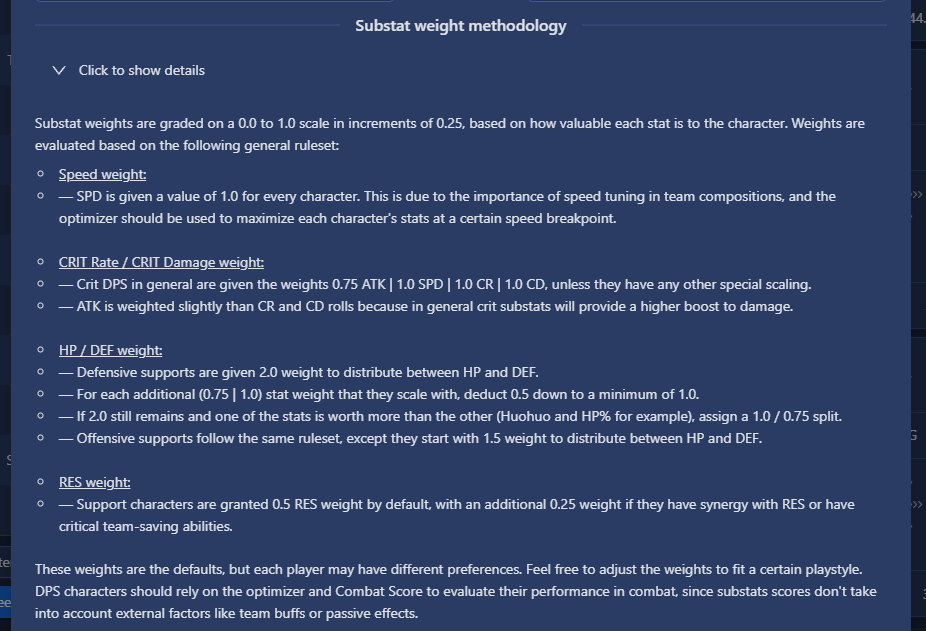 44.
Substat weight methodology
Click to show details
Substat weights are graded on a 0.0 to 1.0 scale in increments of 0.25, based on how valuable each stat is to the character. Weights are
evaluated based on the following general ruleset:
Speed weight:
— SPD is given a value of 1.0 for every character. This is due to the importance of speed tuning in team compositions, and the
optimizer should be used to maximize each character's stats at a certain speed breakpoint.
CRIT Rate / CRIT Damage weight:
— Crit DPS in general are given the weights 0.75 ATK | 1.0 SPD | 1.0 CR | 1.0 CD, unless they have any other special scaling.
— ATK is weighted slightly than CR and CD rolls because in general crit substats will provide a higher boost to damage.
HP / DEF weight:
— Defensive supports are given 2.0 weight to distribute between HP and DEF.
— For each additional (0.75 | 1.0) stat weight that they scale with, deduct 0.5 down to a minimum of 1.0.
— If 2.0 still remains and one of the stats is worth more than the other (Huohuo and HP% for example), assign a 1.0 / 0.75 split.
— Offensive supports follow the same ruleset, except they start with 1.5 weight to distribute between HP and DEF.
RES weight:
— Support characters are granted 0.5 RES weight by default, with an additional 0.25 weight if they have synergy with RES or have
critical team-saving abilities.
These weights are the defaults, but each player may have different preferences. Feel free to adjust the weights to fit a certain playstyle.
DPS characters should rely on the optimizer and Combat Score to evaluate their performance in combat, since substats scores don't take
into account external factors like team buffs or passive effects.